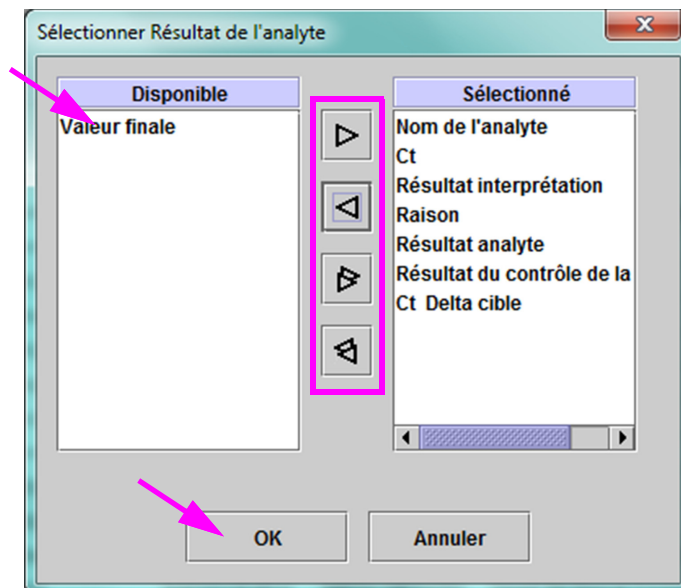 Sélectionner Résultat de l'analyte
Disponible
Valeur finale
Sélectionné
Nom de l'analyte
Ct
Résultat interprétation
Raison
Résultat analyte
Résultat du contrôle de la
Ct Delta cible
OK
Annuler